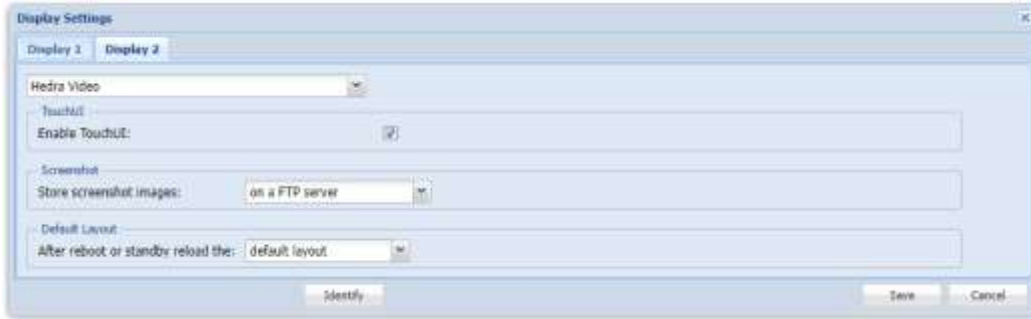 Display Settings
Display 1 Display 2
Hedra Video
TouchUI
Enable TouchUI:
Screenshot
Store screenshot images: on a FTP server
Default Layout
After reboot or standby reload the: default layout
Identify Save Cancel